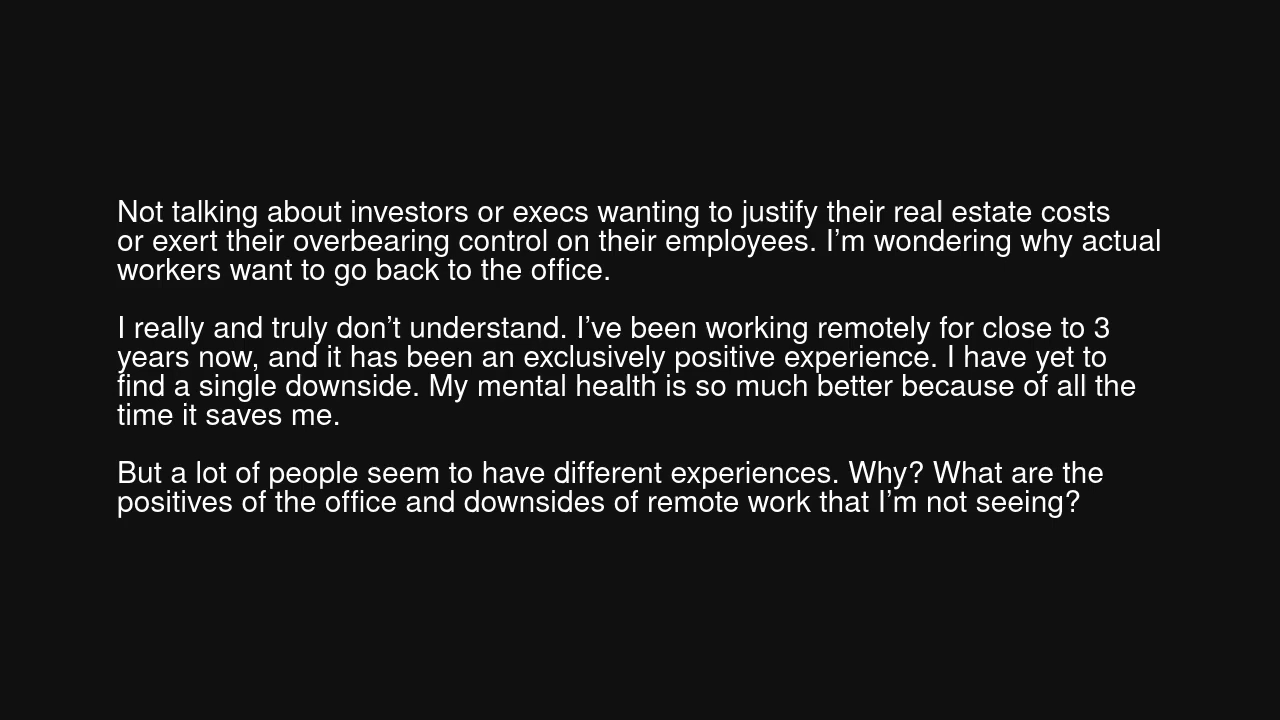 Not talking about investors or execs wanting to justify their real estate costs
or exert their overbearing control on their employees. I’m wondering why actual
workers want to go back to the office.
I really and truly don’t understand. I’ve been working remotely for close to 3
years now, and it has been an exclusively positive experience. I have yet to
find a single downside. My mental health is so much better because of all the
time it saves me.
But a lot of people seem to have different experiences. Why? What are the
positives of the office and downsides of remote work that I’m not seeing?